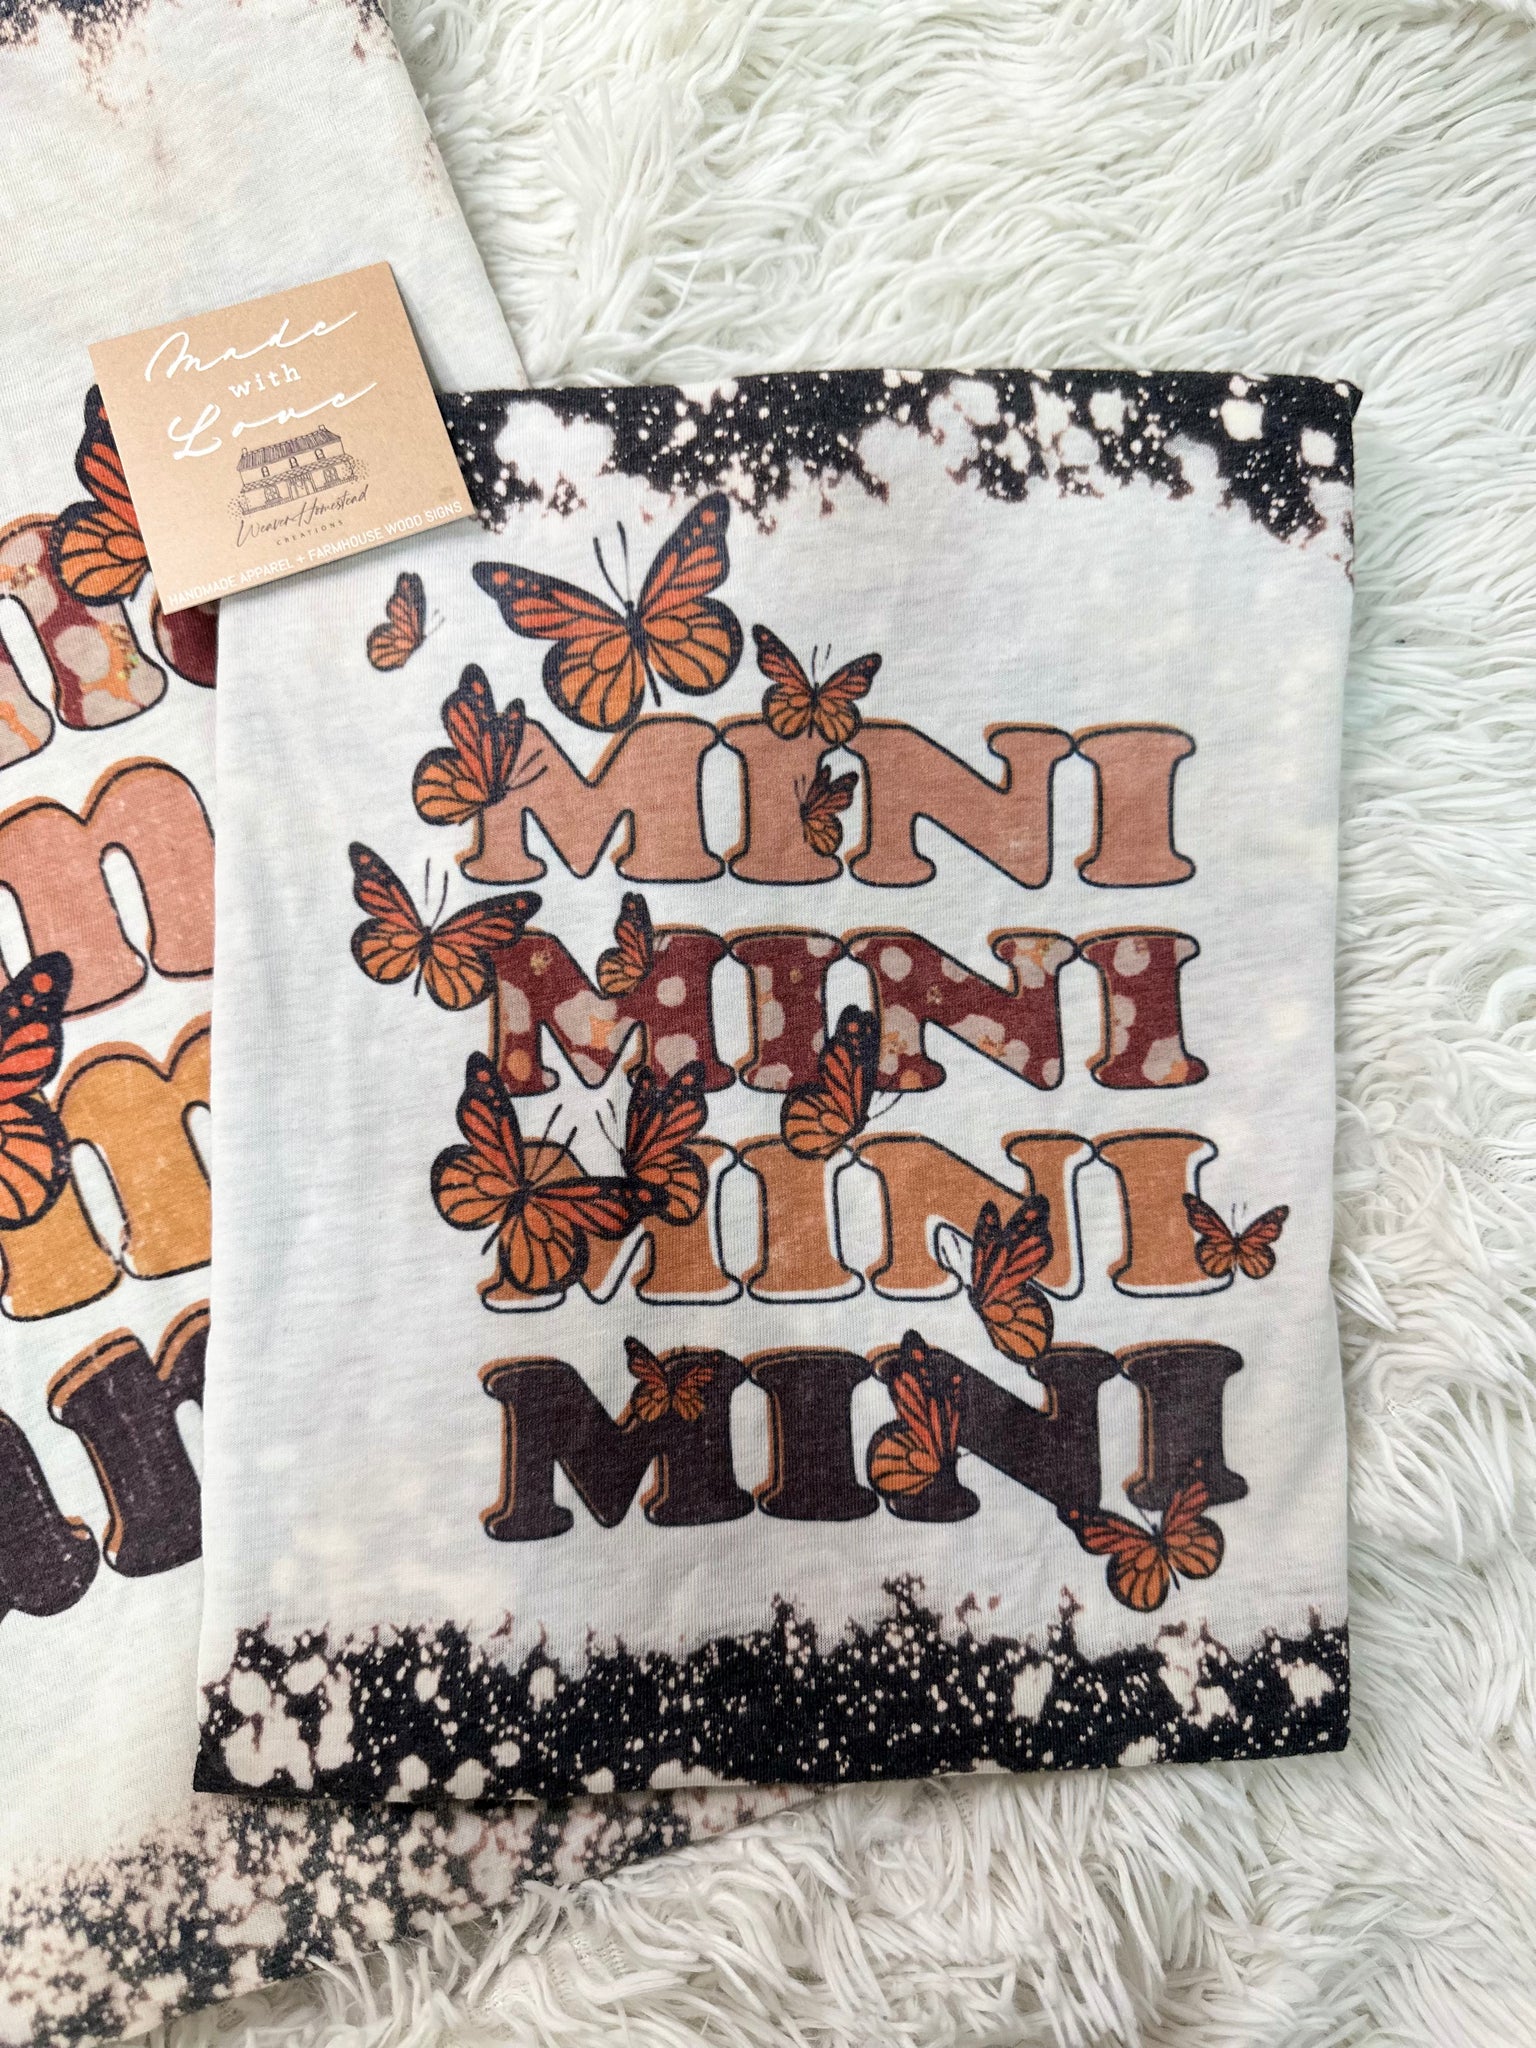 Made
with
Love
Weaver Homestead
CREATIONS
HANDMADE APPAREL + FARMHOUSE WOOD SIGNS
MINI
MINI
MINI
MINI